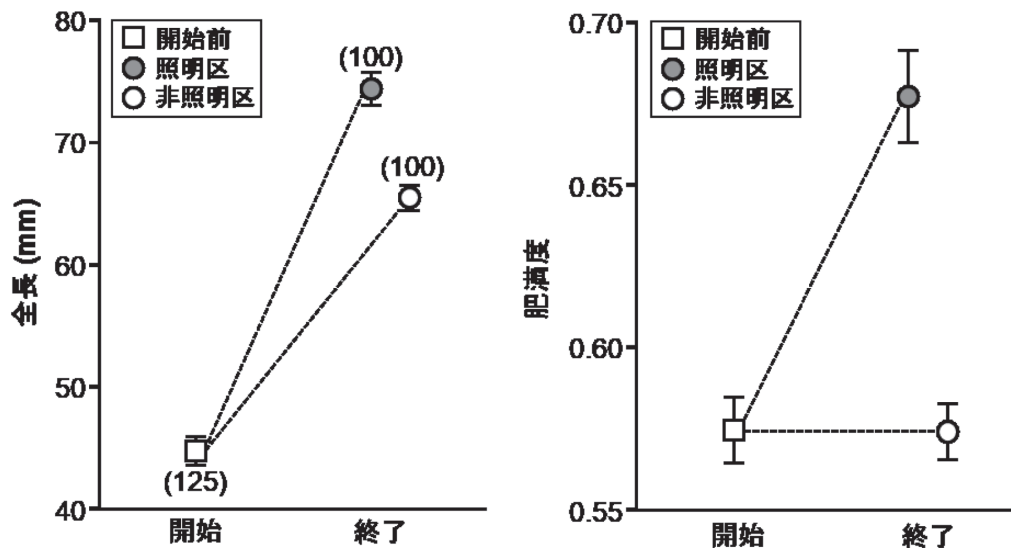 80
70
60
50
40
全長 (mm)
開始前
照明区
非照明区
(100)
(100)
(125)
開始
終了
0.70
0.65
0.60
0.55
肥満度
開始前
照明区
非照明区
開始
終了